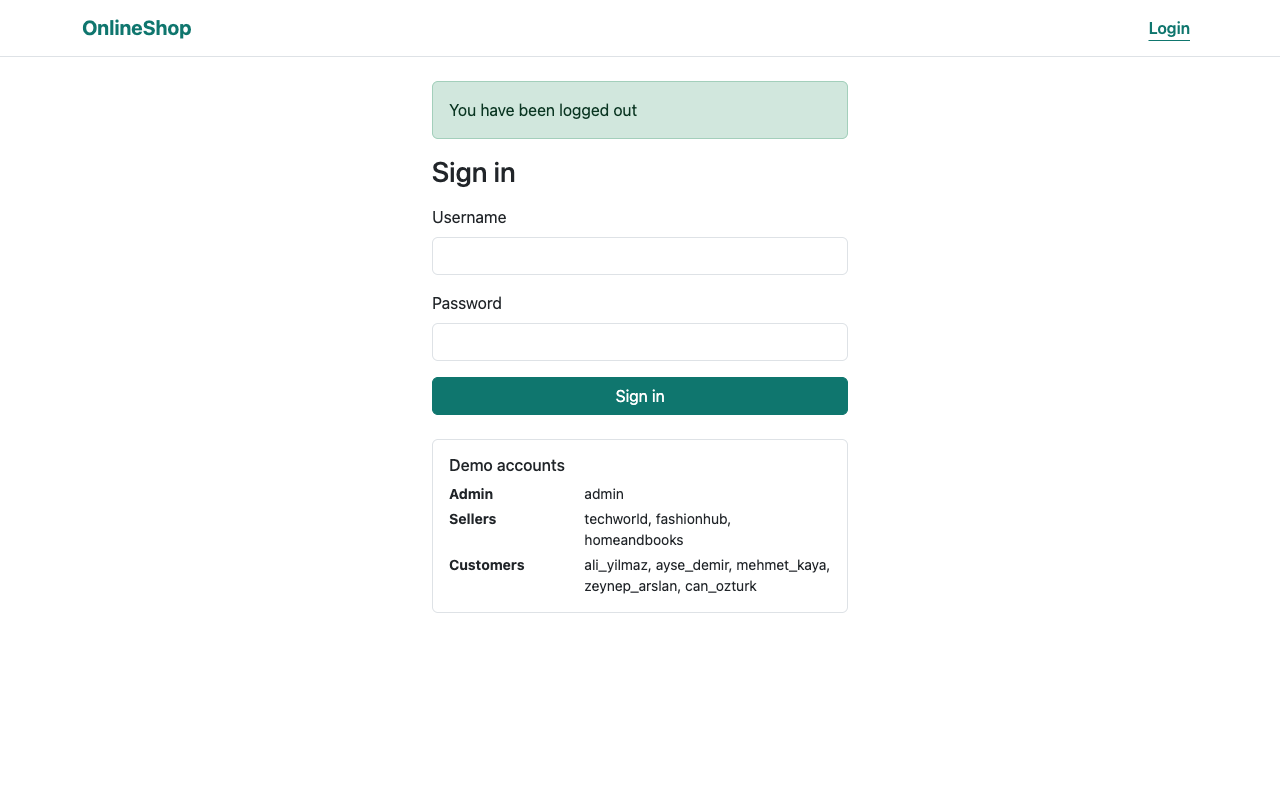 OnlineShop
Login
You have been logged out
Sign in
Username
Password
Sign in
Demo accounts
Admin admin
Sellers techworld, fashionhub,
homeandbooks
Customers ali_yilmaz, ayse_demir, mehmet_kaya,
zeynep_arslan, can_ozturk